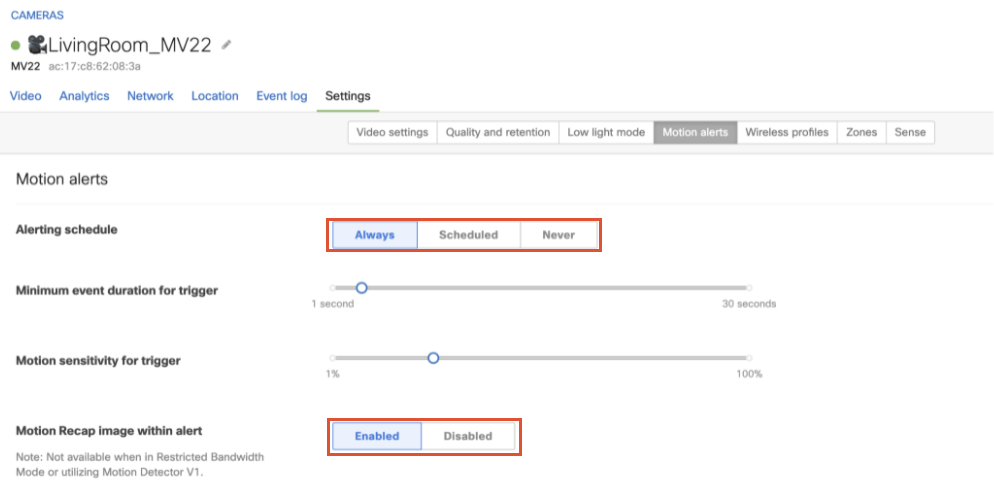 CAMERAS
LivingRoom_MV22
MV22 ac:17:c8:62:08:3a
Video Analytics Network Location Event log Settings
Video settings Quality and retention Low light mode Motion alerts Wireless profiles Zones Sense
Motion alerts
Alerting schedule Always Scheduled Never
Minimum event duration for trigger
1 second 30 seconds
Motion sensitivity for trigger
1% 100%
Motion Recap image within alert Enabled Disabled
Note: Not available when in Restricted Bandwidth
Mode or utilizing Motion Detector V1.